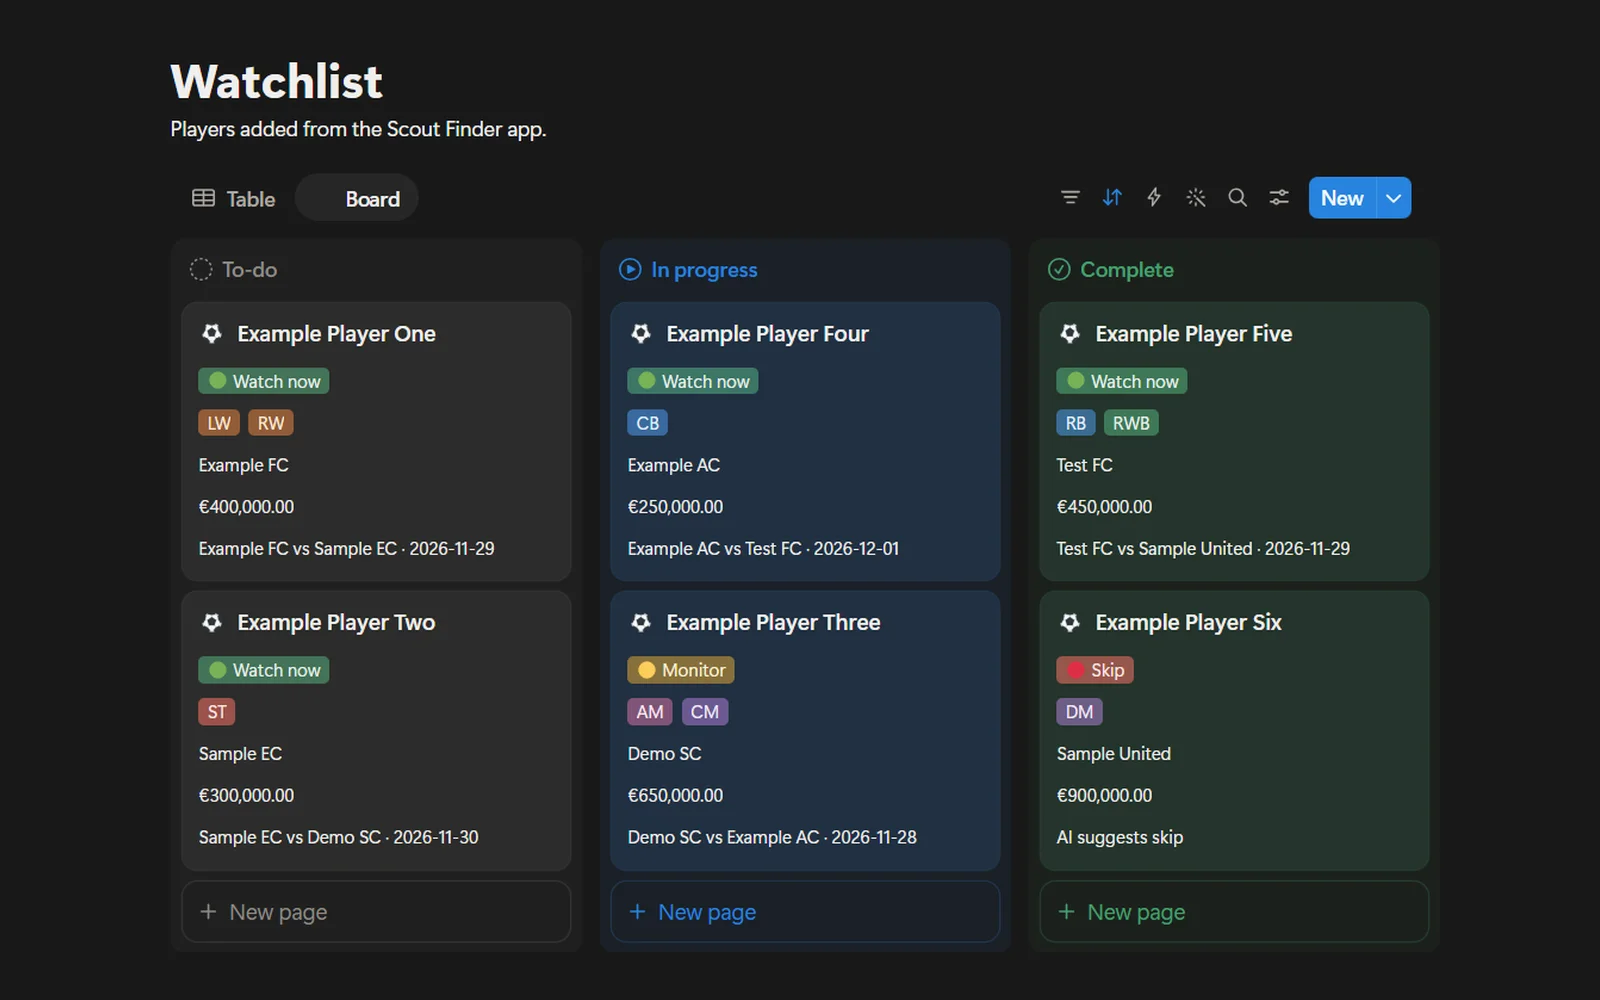 Watchlist
Players added from the Scout Finder app.
Table
Board
New
To-do
Example Player One
Watch now
LW RW
Example FC
€400,000.00
Example FC vs Sample EC · 2026-11-29
Example Player Two
Watch now
ST
Sample EC
€300,000.00
Sample EC vs Demo SC · 2026-11-30
+ New page
In progress
Example Player Four
Watch now
CB
Example AC
€250,000.00
Example AC vs Test FC · 2026-12-01
Example Player Three
Monitor
AM CM
Demo SC
€650,000.00
Demo SC vs Example AC · 2026-11-28
+ New page
Complete
Example Player Five
Watch now
RB RWB
Test FC
€450,000.00
Test FC vs Sample United · 2026-11-29
Example Player Six
Skip
DM
Sample United
€900,000.00
AI suggests skip
+ New page